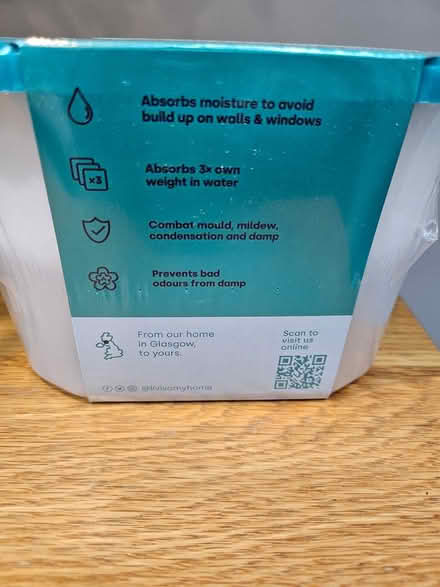 Absorbs moisture to avoid
build up on walls & windows
x3
Absorbs 3x own
weight in water
Combat mould, mildew,
condensation and damp
Prevents bad
odours from damp
From our home
in Glasgow,
to yours.
Scan to
visit us
online
@livivomyhome